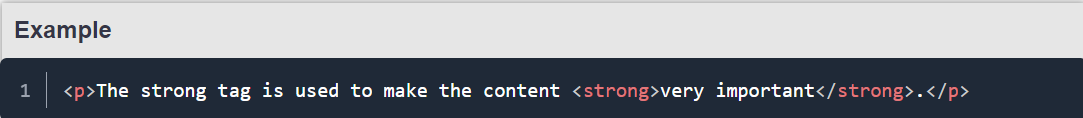 Example
1 <p>The strong tag is used to make the content <strong>very important</strong>.</p>